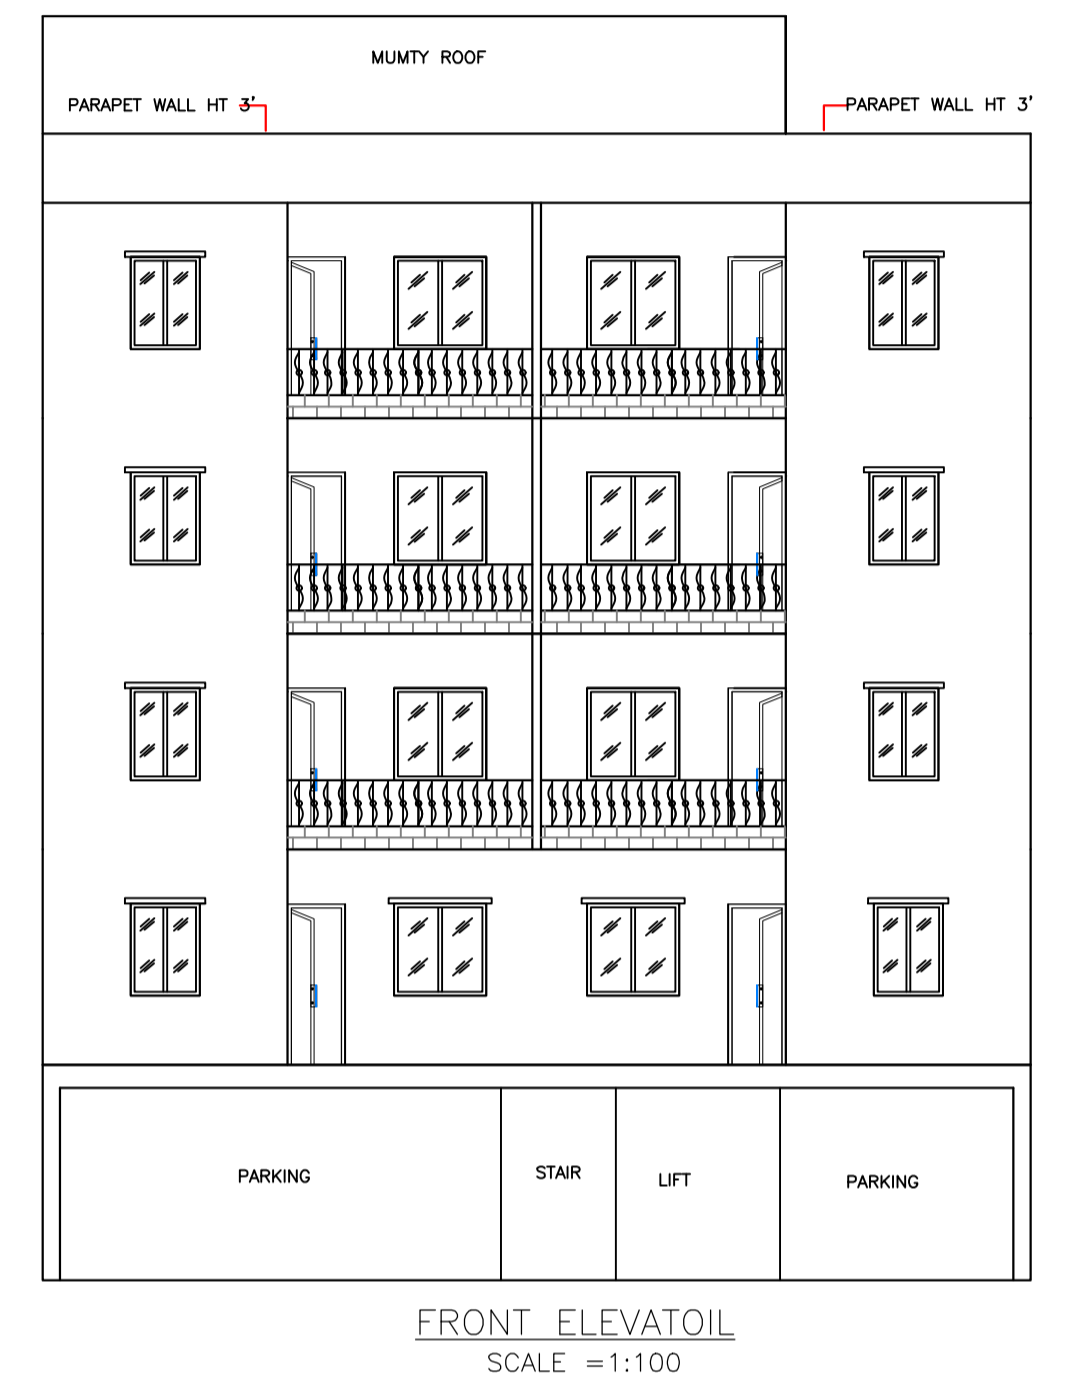 MUMTY ROOF
PARAPET WALL HT 3'
PARAPET WALL HT 3'
PARKING
STAIR
LIFT
PARKING
FRONT ELEVATOIL
SCALE =1:100